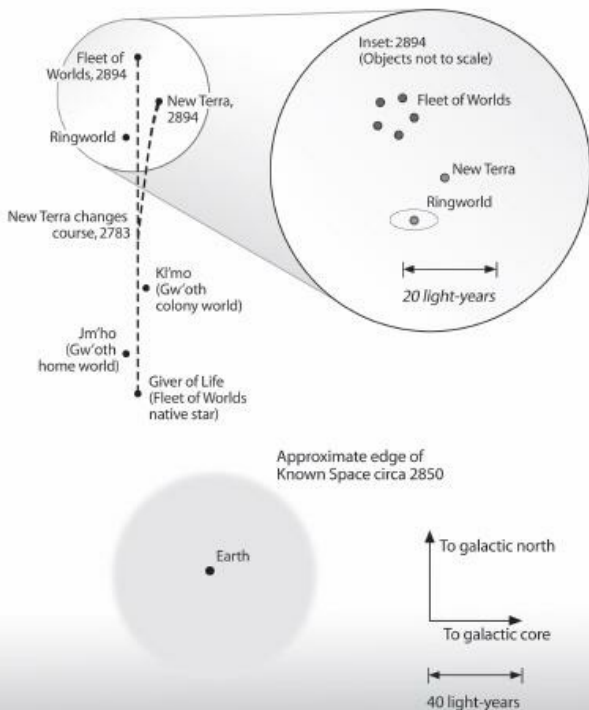 Fleet of
Worlds, 2894
New Terra,
2894
Ringworld
New Terra changes
course, 2783
Kl’mo
(Gw’oth
colony world)
Jm’ho
(Gw’oth
home world)
Giver of Life
(Fleet of Worlds
native star)
Inset: 2894
(Objects not to scale)
Fleet of Worlds
New Terra
Ringworld
20 light-years
Approximate edge of
Known Space circa 2850
Earth
To galactic north
To galactic core
40 light-years